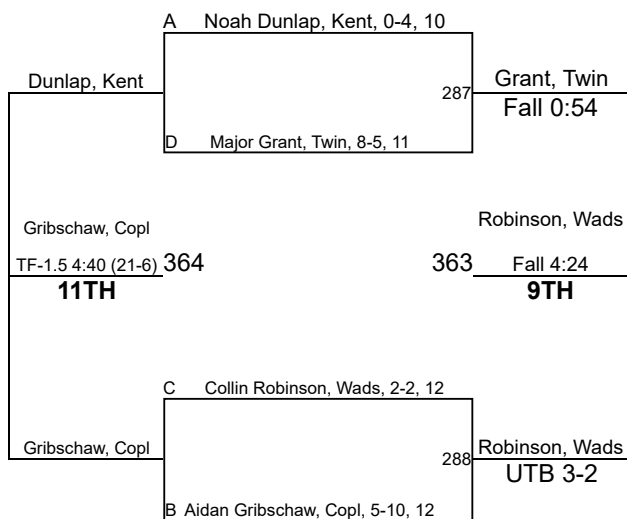 A Noah Dunlap, Kent, 0-4, 10
Dunlap, Kent
287
Grant, Twin
Fall 0:54
D Major Grant, Twin, 8-5, 11
Gribschaw, Copl
TF-1.5 4:40 (21-6) 364
11TH
Robinson, Wads
363 Fall 4:24
9TH
C Collin Robinson, Wads, 2-2, 12
Gribschaw, Copl
288
Robinson, Wads
UTB 3-2
B Aidan Gribschaw, Copl, 5-10, 12